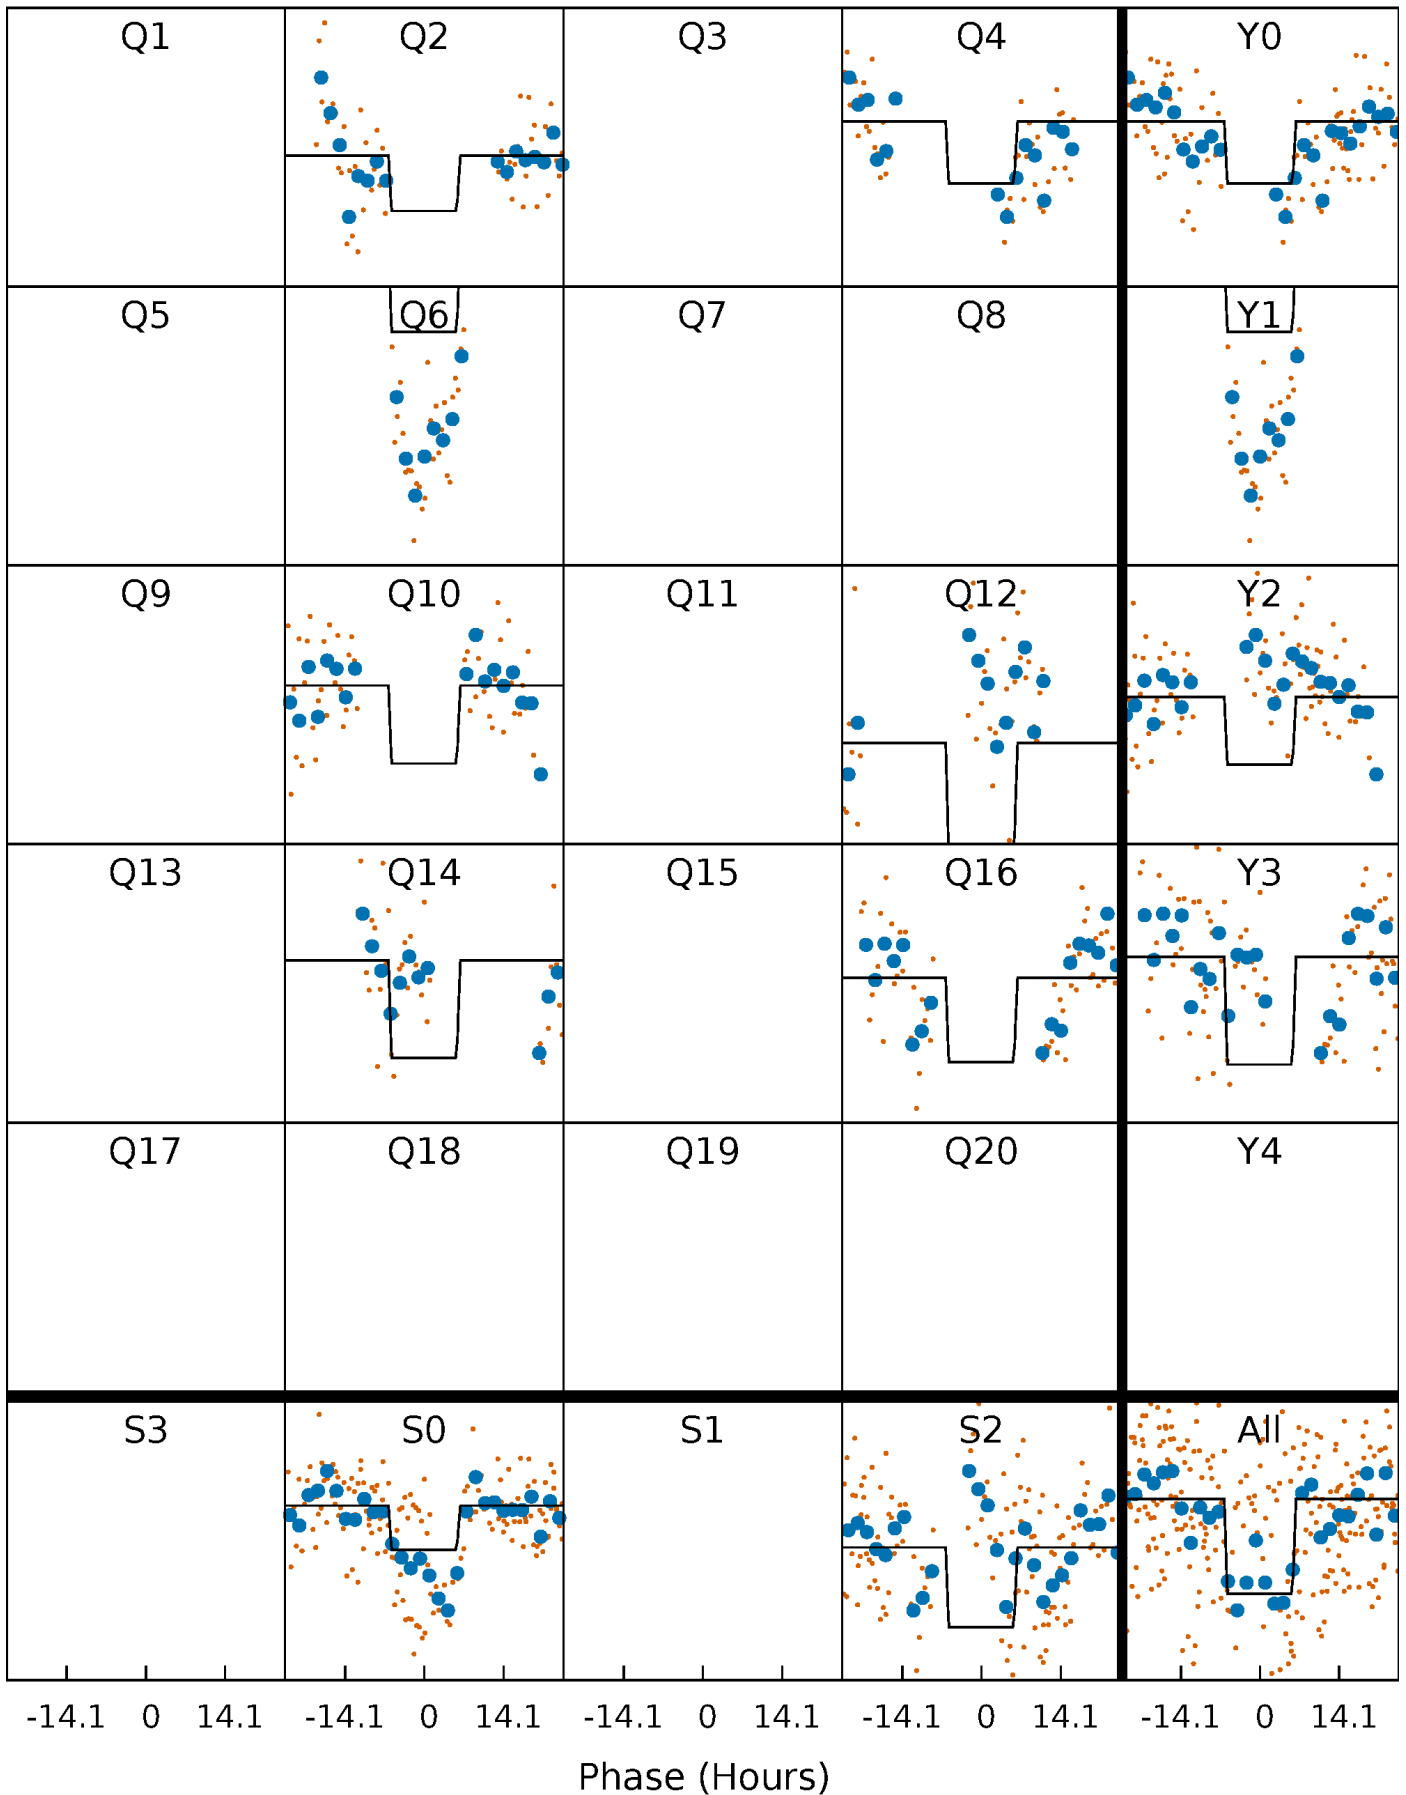 Q1 Q2 Q3 Q4 Y0
Q5 Q6 Q7 Q8 Y1
Q9 Q10 Q11 Q12 Y2
Q13 Q14 Q15 Q16 Y3
Q17 Q18 Q19 Q20 Y4
S3 S0 S1 S2 All
-14.1 0 14.1 -14.1 0 14.1 -14.1 0 14.1 -14.1 0 14.1 -14.1 0 14.1
Phase (Hours)